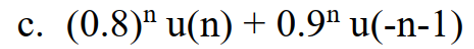 c. (0.8)ⁿ u(n) + 0.9ⁿ u(-n-1)